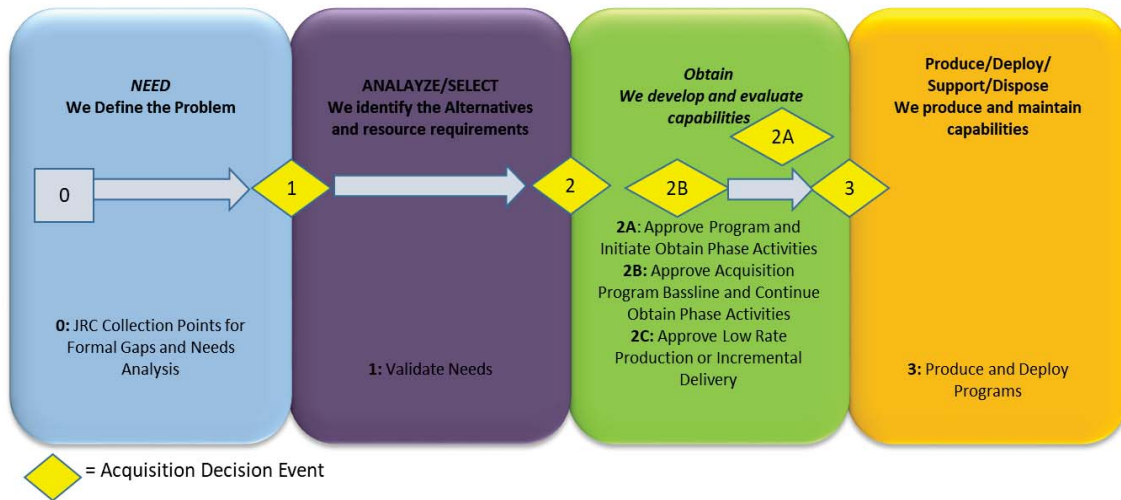 NEED
We Define the Problem
0
0: JRC Collection Points for
Formal Gaps and Needs
Analysis
1
ANALAYZE/SELECT
We identify the Alternatives
and resource requirements
1: Validate Needs
2
Obtain
We develop and evaluate
capabilities
2A
2B
2A: Approve Program and
Initiate Obtain Phase Activities
2B: Approve Acquisition
Program Bassline and Continue
Obtain Phase Activities
2C: Approve Low Rate
Production or Incremental
Delivery
3
Produce/Deploy/
Support/Dispose
We produce and maintain
capabilities
3: Produce and Deploy
Programs
= Acquisition Decision Event